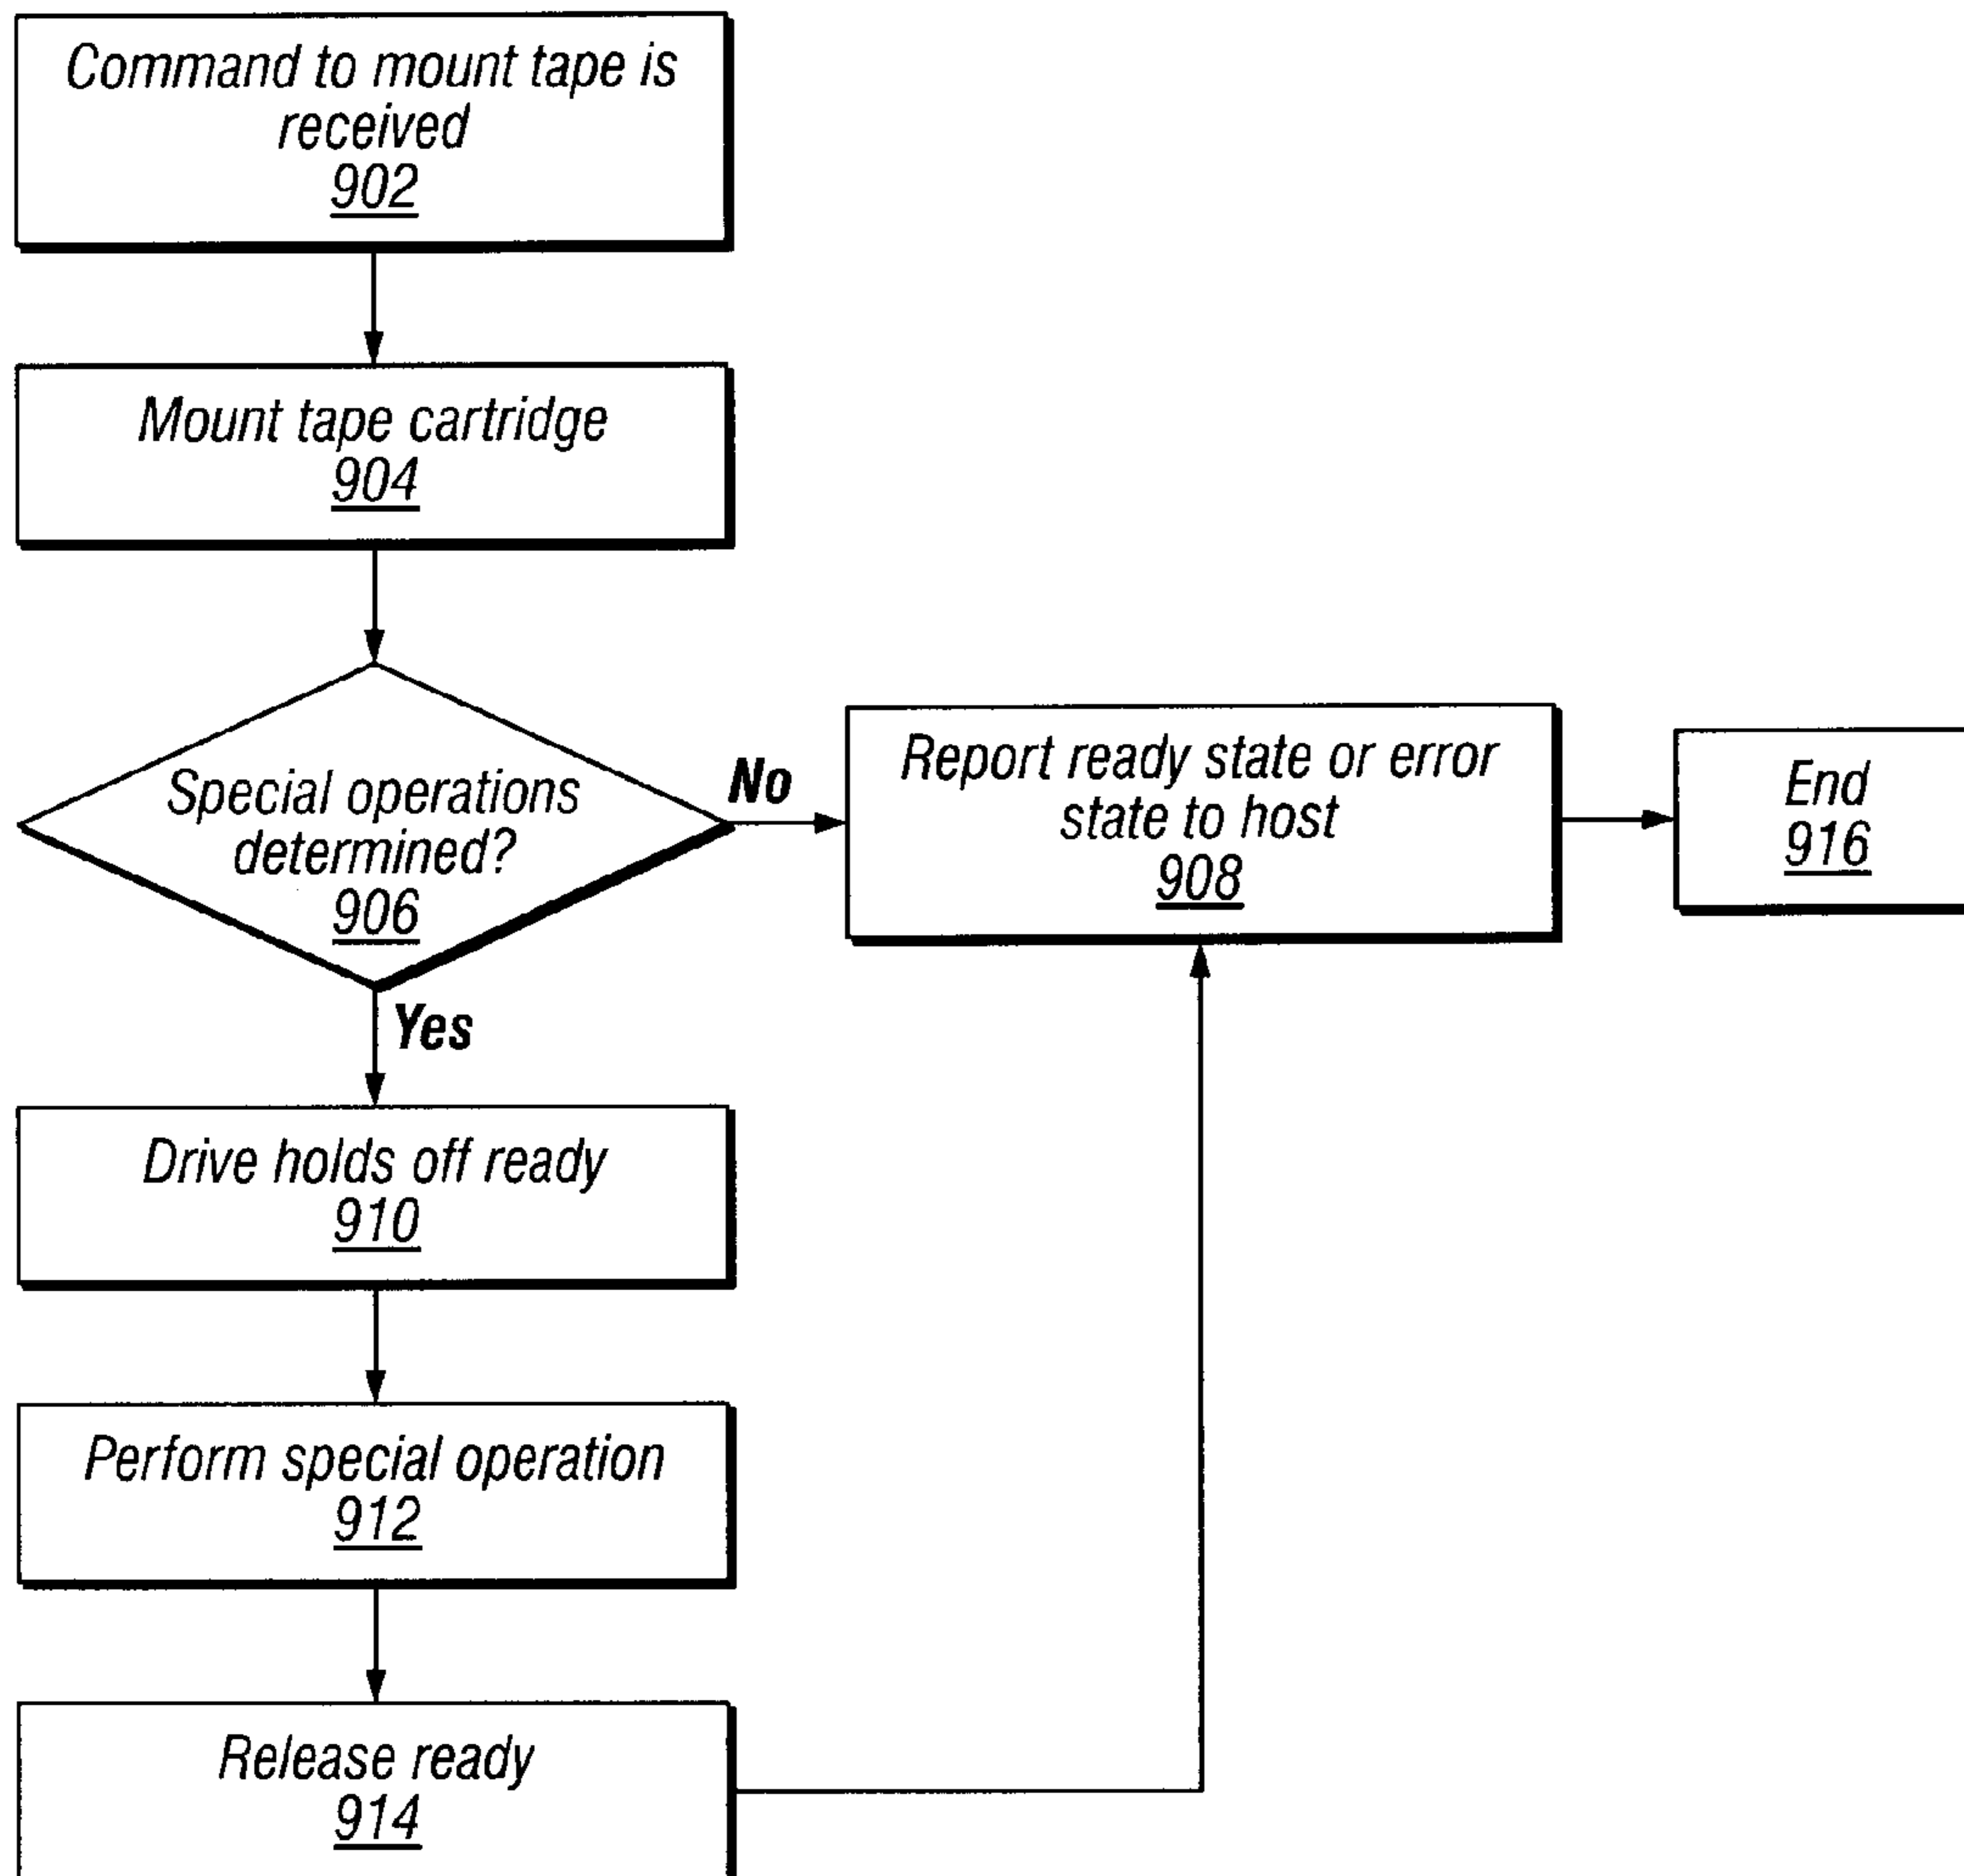 Command to mount tape is
received
902
Mount tape cartridge
904
Special operations
determined?
906
No
Report ready state or error
state to host
908
End
916
Yes
Drive holds off ready
910
Perform special operation
912
Release ready
914